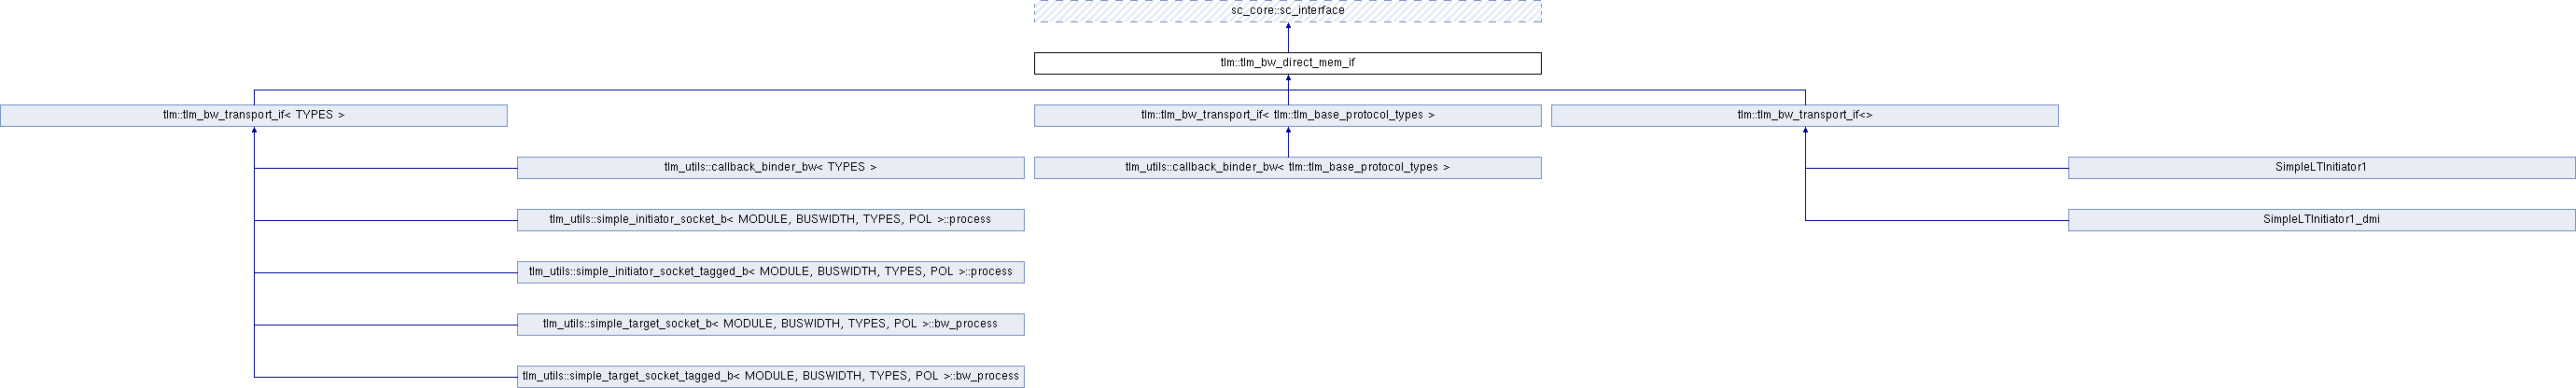 sc_core::sc_interface
tlm::tlm_bw_direct_mem_if
tlm::tlm_bw_transport_if< TYPES >
tlm::tlm_bw_transport_if< tlm::tlm_base_protocol_types >
tlm::tlm_bw_transport_if<>
tlm_utils::callback_binder_bw< TYPES >
tlm_utils::callback_binder_bw< tlm::tlm_base_protocol_types >
SimpleLTInitiator1
tlm_utils::simple_initiator_socket_b< MODULE, BUSWIDTH, TYPES, POL >::process
SimpleLTInitiator1_dmi
tlm_utils::simple_initiator_socket_tagged_b< MODULE, BUSWIDTH, TYPES, POL >::process
tlm_utils::simple_target_socket_b< MODULE, BUSWIDTH, TYPES, POL >::bw_process
tlm_utils::simple_target_socket_tagged_b< MODULE, BUSWIDTH, TYPES, POL >::bw_process